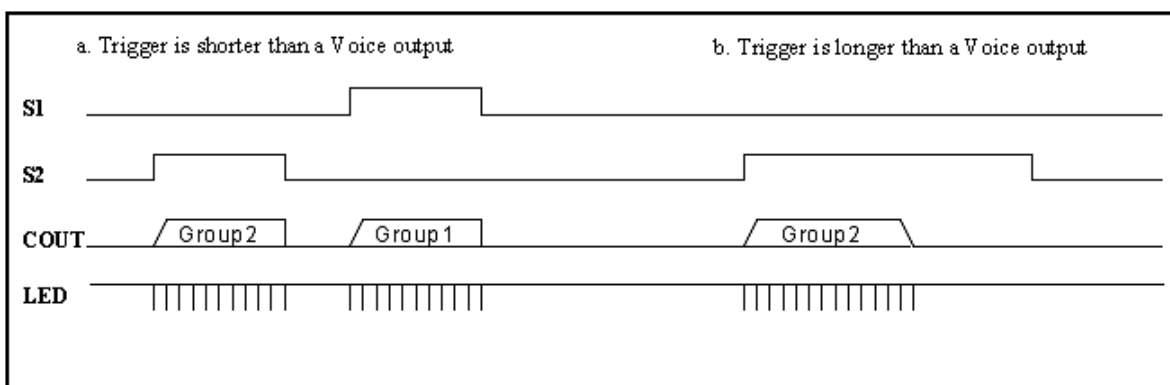 a. Trigger is shorter than a Voice output
b. Trigger is longer than a Voice output
S1
S2
COUT
Group2
Group1
Group2
LED